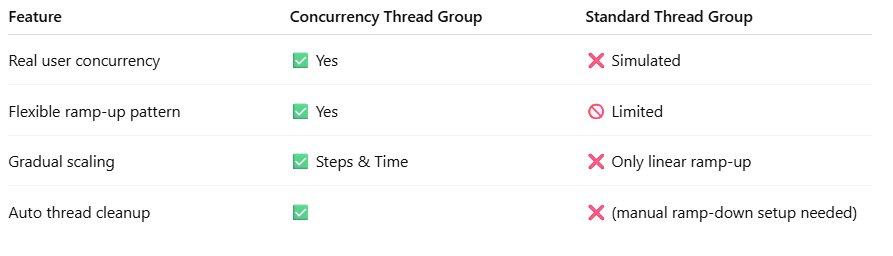 Feature Concurrency Thread Group Standard Thread Group
Real user concurrency ✅ Yes ❌ Simulated
Flexible ramp-up pattern ✅ Yes 🚫 Limited
Gradual scaling ✅ Steps & Time ❌ Only linear ramp-up
Auto thread cleanup ✅ ❌ (manual ramp-down setup needed)